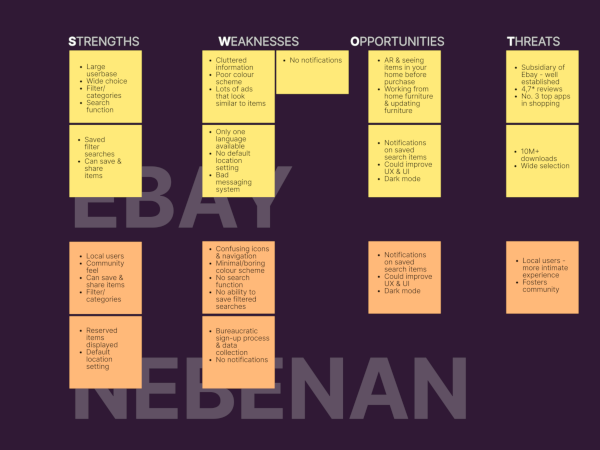 STRENGTHS
WEAKNESSES
OPPORTUNITIES
THREATS
• Large
userbase
• Wide choice
• Filter/
categories
• Search
function
• Cluttered
information
• Poor colour
scheme
• Lots of ads
that look
similar to items
• No notifications
• AR & seeing
items in your
home before
purchase
• Working from
home furniture
& updating
furniture
• Subsidiary of
Ebay - well
established
• 4,7* reviews
• No. 3 top apps
in shopping
• Saved
filter
searches
• Can save &
share
items
• Only one
language
available
• No default
location
setting
• Bad
messaging
system
• Notifications
on saved
search items
• Could improve
UX & UI
• Dark mode
• 10M+
downloads
• Wide selection
EBAY
• Local users
• Community
feel
• Can save &
share items
• Filter/
categories
• Confusing icons
& navigation
• Minimal/boring
colour scheme
• No search
function
• No ability to
save filtered
searches
• Notifications
on saved
search items
• Could improve
UX & UI
• Dark mode
• Local users -
more intimate
experience
• Fosters
community
• Reserved
items
displayed
• Default
location
setting
• Bureaucratic
sign-up process
& data
collection
• No notifications
NEBENAN